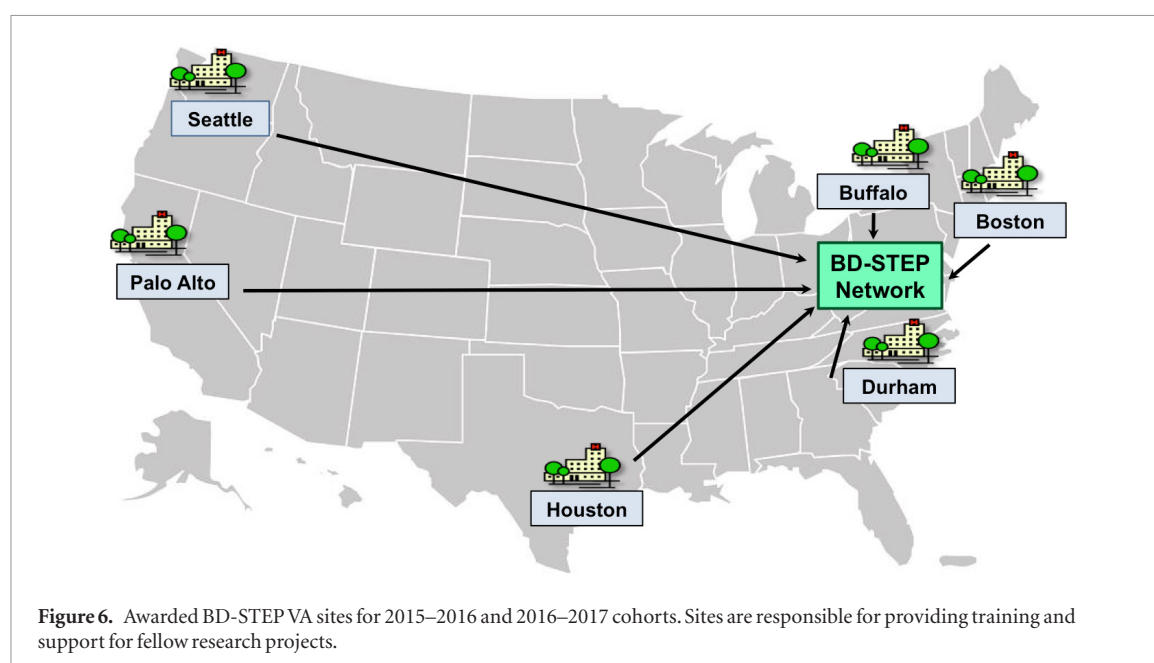 Seattle
Buffalo
Boston
Palo Alto
BD-STEP
Network
Durham
Houston
Figure 6. Awarded BD-STEP VA sites for 2015–2016 and 2016–2017 cohorts. Sites are responsible for providing training and
support for fellow research projects.